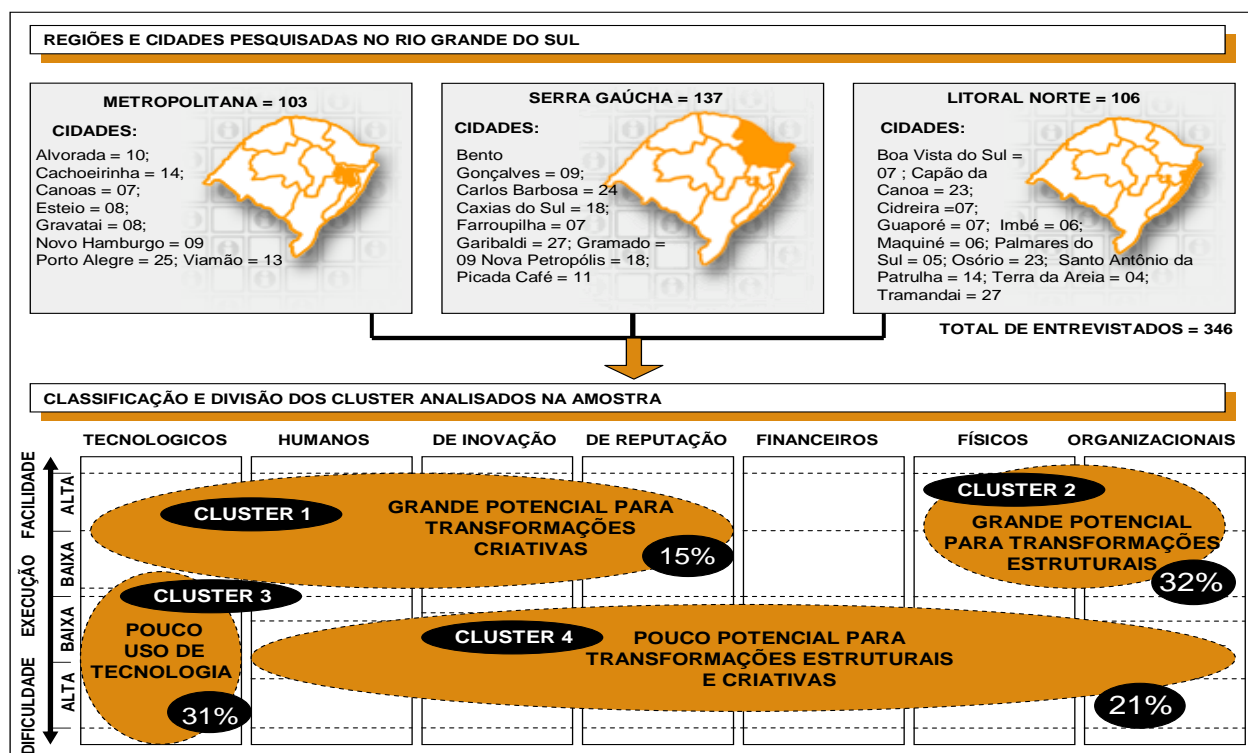 REGIÕES E CIDADES PESQUISADAS NO RIO GRANDE DO SUL
METROPOLITANA = 103
CIDADES:
Alvorada = 10;
Cachoeirinha = 14;
Canoas = 07;
Esteio = 08;
Gravatai = 08;
Novo Hamburgo = 09
Porto Alegre = 25; Viamão = 13
SERRA GAÚCHA = 137
CIDADES:
Bento
Gonçalves = 09;
Carlos Barbosa = 24
Caxias do Sul = 18;
Farroupilha = 07
Garibaldi = 27; Gramado =
09 Nova Petrópolis = 18;
Picada Café = 11
LITORAL NORTE = 106
CIDADES:
Boa Vista do Sul =
07 ; Capão da
Canoa = 23;
Cidreira =07;
Guaporé = 07; Imbé = 06;
Maquiné = 06; Palmares do
Sul = 05; Osório = 23; Santo Antônio da
Patrulha = 14; Terra da Areia = 04;
Tramandai = 27
TOTAL DE ENTREVISTADOS = 346
CLASSIFICAÇÃO E DIVISÃO DOS CLUSTER ANALISADOS NA AMOSTRA
TECNOLOGICOS
HUMANOS
DE INOVAÇÃO
DE REPUTAÇÃO
FINANCEIROS
FÍSICOS
ORGANIZACIONAIS
DIFICULDADE EXECUÇÃO FACILIDADE
ALTA
BAIXA
BAIXA
ALTA
CLUSTER 1
GRANDE POTENCIAL PARA
TRANSFORMAÇÕES
CRIATIVAS
15%
CLUSTER 2
GRANDE POTENCIAL
PARA TRANSFORMAÇÕES
ESTRUTURAIS
32%
CLUSTER 3
POUCO
USO DE
TECNOLOGIA
31%
CLUSTER 4
POUCO POTENCIAL PARA
TRANSFORMAÇÕES ESTRUTURAIS
E CRIATIVAS
21%